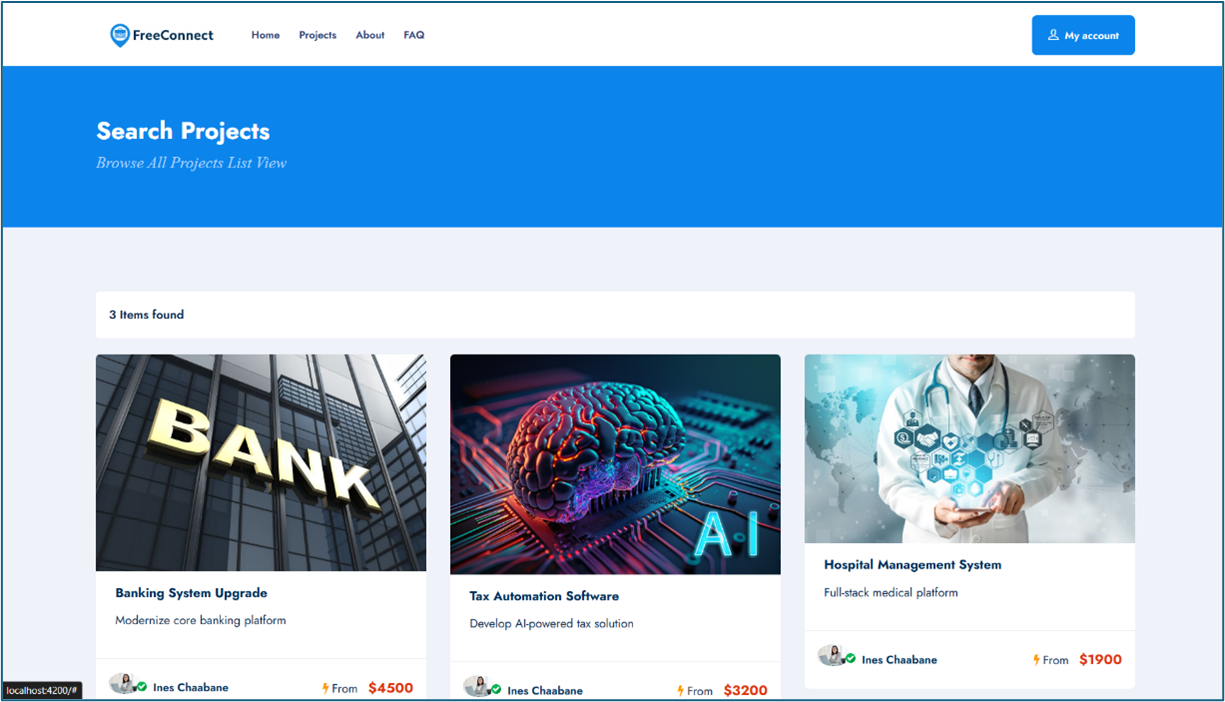 FreeConnect
Home Projects About FAQ
My account
Search Projects
Browse All Projects List View
3 Items found
BANK
Banking System Upgrade
Modernize core banking platform
Ines Chaabane
From $4500
AI
Tax Automation Software
Develop AI-powered tax solution
Ines Chaabane
From $3200
Hospital Management System
Full-stack medical platform
Ines Chaabane
From $1900
localhost:4200/#